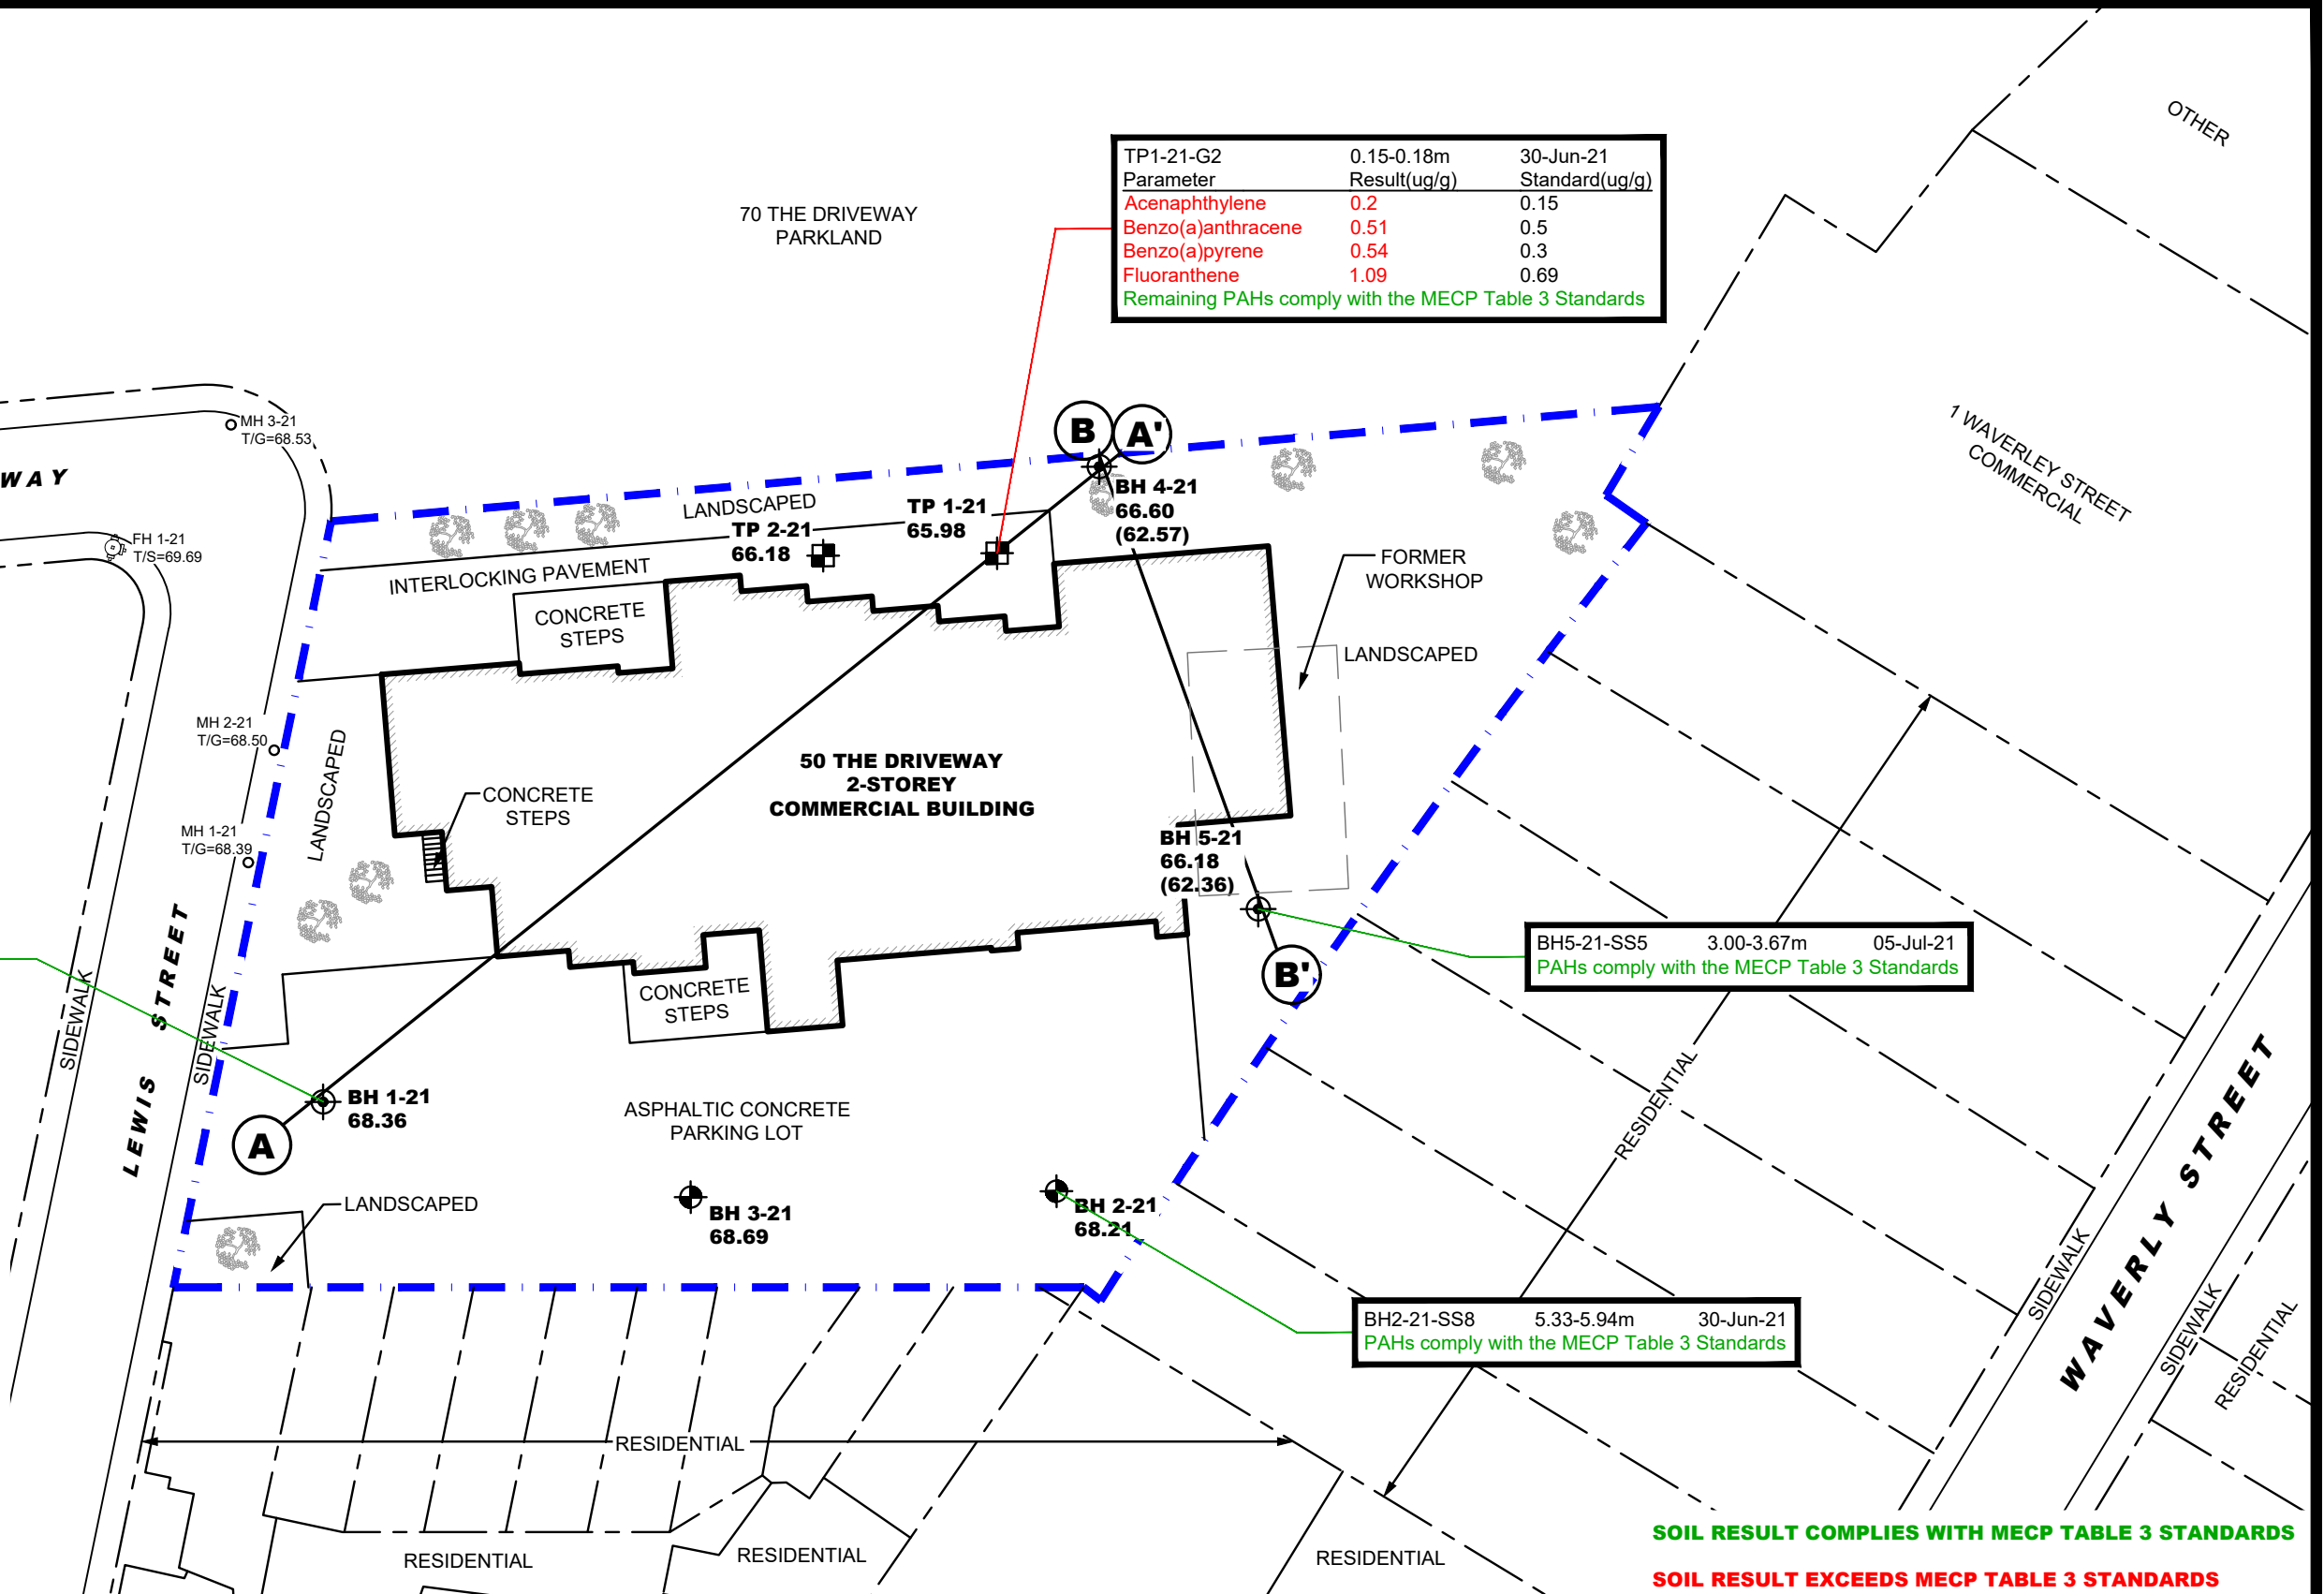 OTHER
TP1-21-G2 0.15-0.18m 30-Jun-21
Parameter Result(ug/g) Standard(ug/g)
Acenaphthylene 0.2 0.15
Benzo(a)anthracene 0.51 0.5
Benzo(a)pyrene 0.54 0.3
Fluoranthene 1.09 0.69
Remaining PAHs comply with the MECP Table 3 Standards
70 THE DRIVEWAY
PARKLAND
1 WAVERLEY STREET
COMMERCIAL
MH 3-21
T/G=68.53
WAY
B
A'
BH 4-21
66.60
(62.57)
LANDSCAPED
TP 1-21
65.98
TP 2-21
66.18
FH 1-21
T/S=69.69
INTERLOCKING PAVEMENT
CONCRETE
STEPS
FORMER
WORKSHOP
LANDSCAPED
MH 2-21
T/G=68.50
LANDSCAPED
50 THE DRIVEWAY
2-STOREY
COMMERCIAL BUILDING
CONCRETE
STEPS
MH 1-21
T/G=68.39
BH 5-21
66.18
(62.36)
BH5-21-SS5 3.00-3.67m 05-Jul-21
PAHs comply with the MECP Table 3 Standards
B'
CONCRETE
STEPS
SIDEWALK
LEWIS STREET
SIDEWALK
BH 1-21
68.36
A
ASPHALTIC CONCRETE
PARKING LOT
RESIDENTIAL
LANDSCAPED
BH 3-21
68.69
BH 2-21
68.21
BH2-21-SS8 5.33-5.94m 30-Jun-21
PAHs comply with the MECP Table 3 Standards
SIDEWALK
WAVERLY STREET
SIDEWALK
RESIDENTIAL
RESIDENTIAL
RESIDENTIAL
RESIDENTIAL
RESIDENTIAL
SOIL RESULT COMPLIES WITH MECP TABLE 3 STANDARDS
SOIL RESULT EXCEEDS MECP TABLE 3 STANDARDS